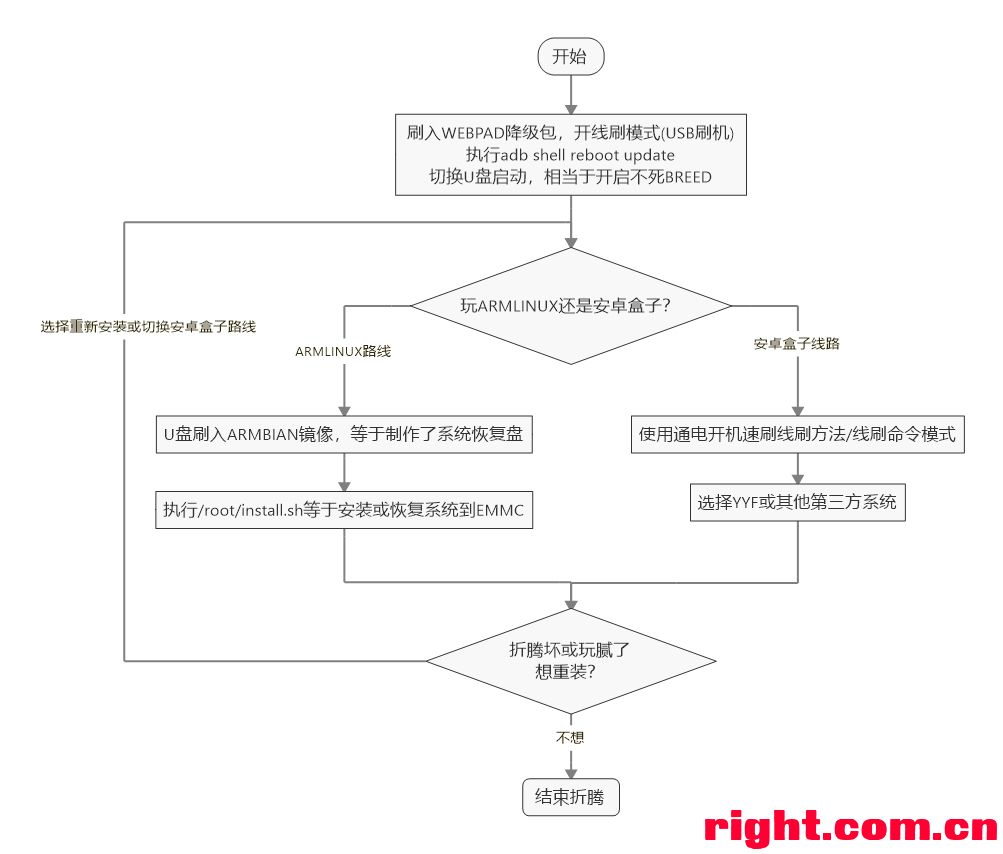 开始
刷入WEBPAD降级包，开线刷模式(USB刷机)
执行adb shell reboot update
切换U盘启动，相当于开启不死BREED
玩ARMLINUX还是安卓盒子？
选择重新安装或切换安卓盒子路线
ARMLINUX路线
安卓盒子线路
U盘刷入ARMBIAN镜像，等于制作了系统恢复盘
使用通电开机速刷线刷方法/线刷命令模式
执行/root/install.sh等于安装或恢复系统到EMMC
选择YYF或其他第三方系统
折腾坏或玩腻了
想重装？
不想
结束折腾
right.com.cn